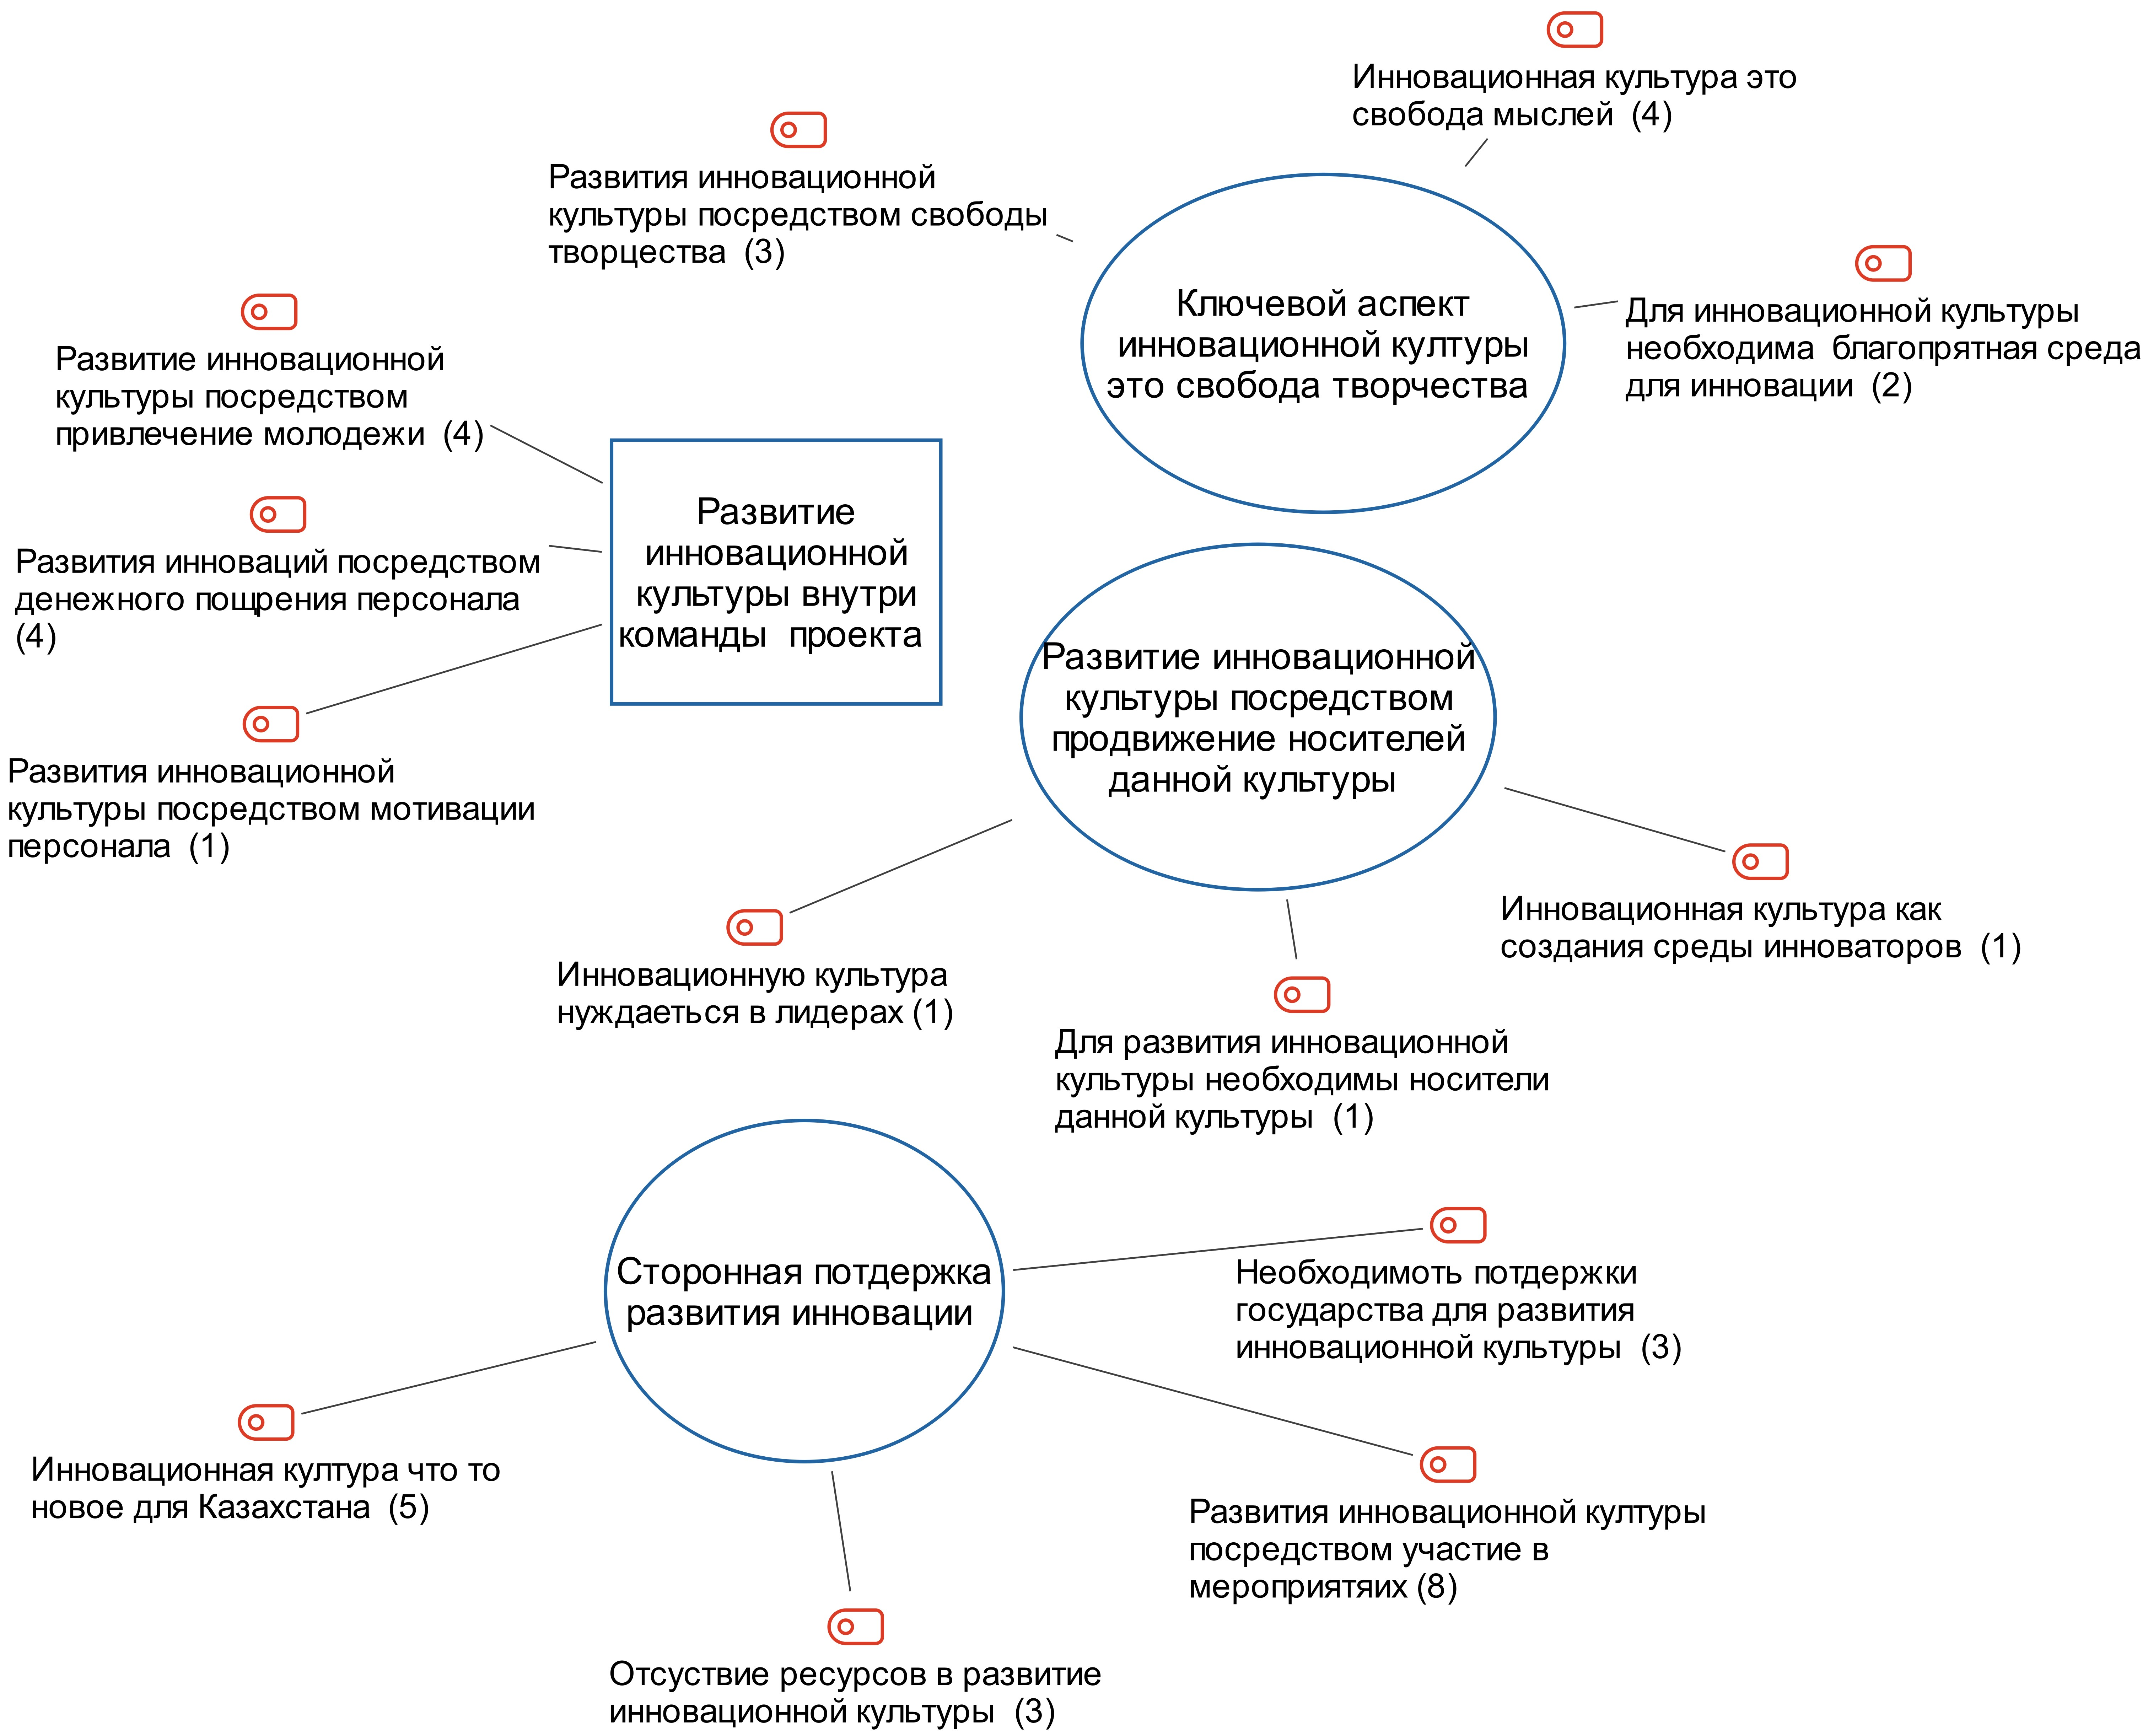 Инновационная культура это
свобода мыслей (4)
Развития инновационной
культуры посредством свободы
творцества (3)
Ключевой аспект
инновационной културы
это свобода творчества
Для инновационной культуры
необходима благопрятная среда
для инновации (2)
Развитие инновационной
культуры посредством
привлечение молодежи (4)
Развития инноваций посредством
денежного пощрения персонала
(4)
Развития инновационной
культуры посредством мотивации
персонала (1)
Развитие
инновационной
культуры внутри
команды проекта
Развитие инновационной
культуры посредством
продвижение носителей
данной культуры
Инновационную культура
нуждаеться в лидерах (1)
Для развития инновационной
культуры необходимы носители
данной культуры (1)
Инновационная культура как
создания среды инноваторов (1)
Сторонная потдержка
развития инновации
Необходимоть потдержки
государства для развития
инновационной культуры (3)
Инновационная култура что то
новое для Казахстана (5)
Развития инновационной културы
посредством участие в
мероприятяих (8)
Отсуствие ресурсов в развитие
инновационной культуры (3)